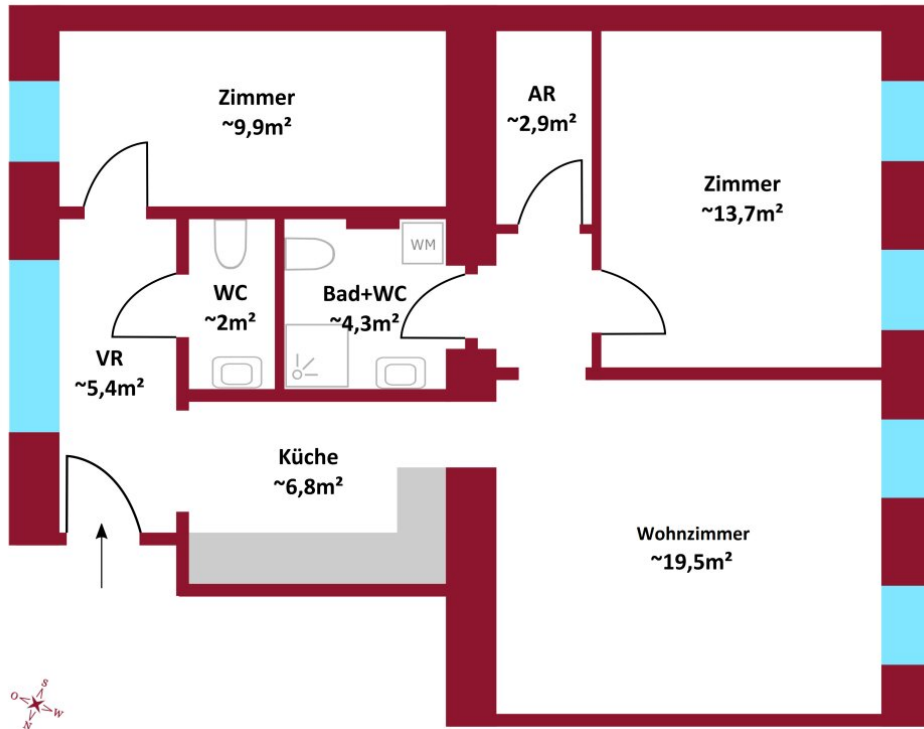 Zimmer
~9,9m²
AR
~2,9m²
Zimmer
~13,7m²
WM
WC
~2m²
Bad+WC
~4,3m²
VR
~5,4m²
Küche
~6,8m²
Wohnzimmer
~19,5m²
S
O
W
N